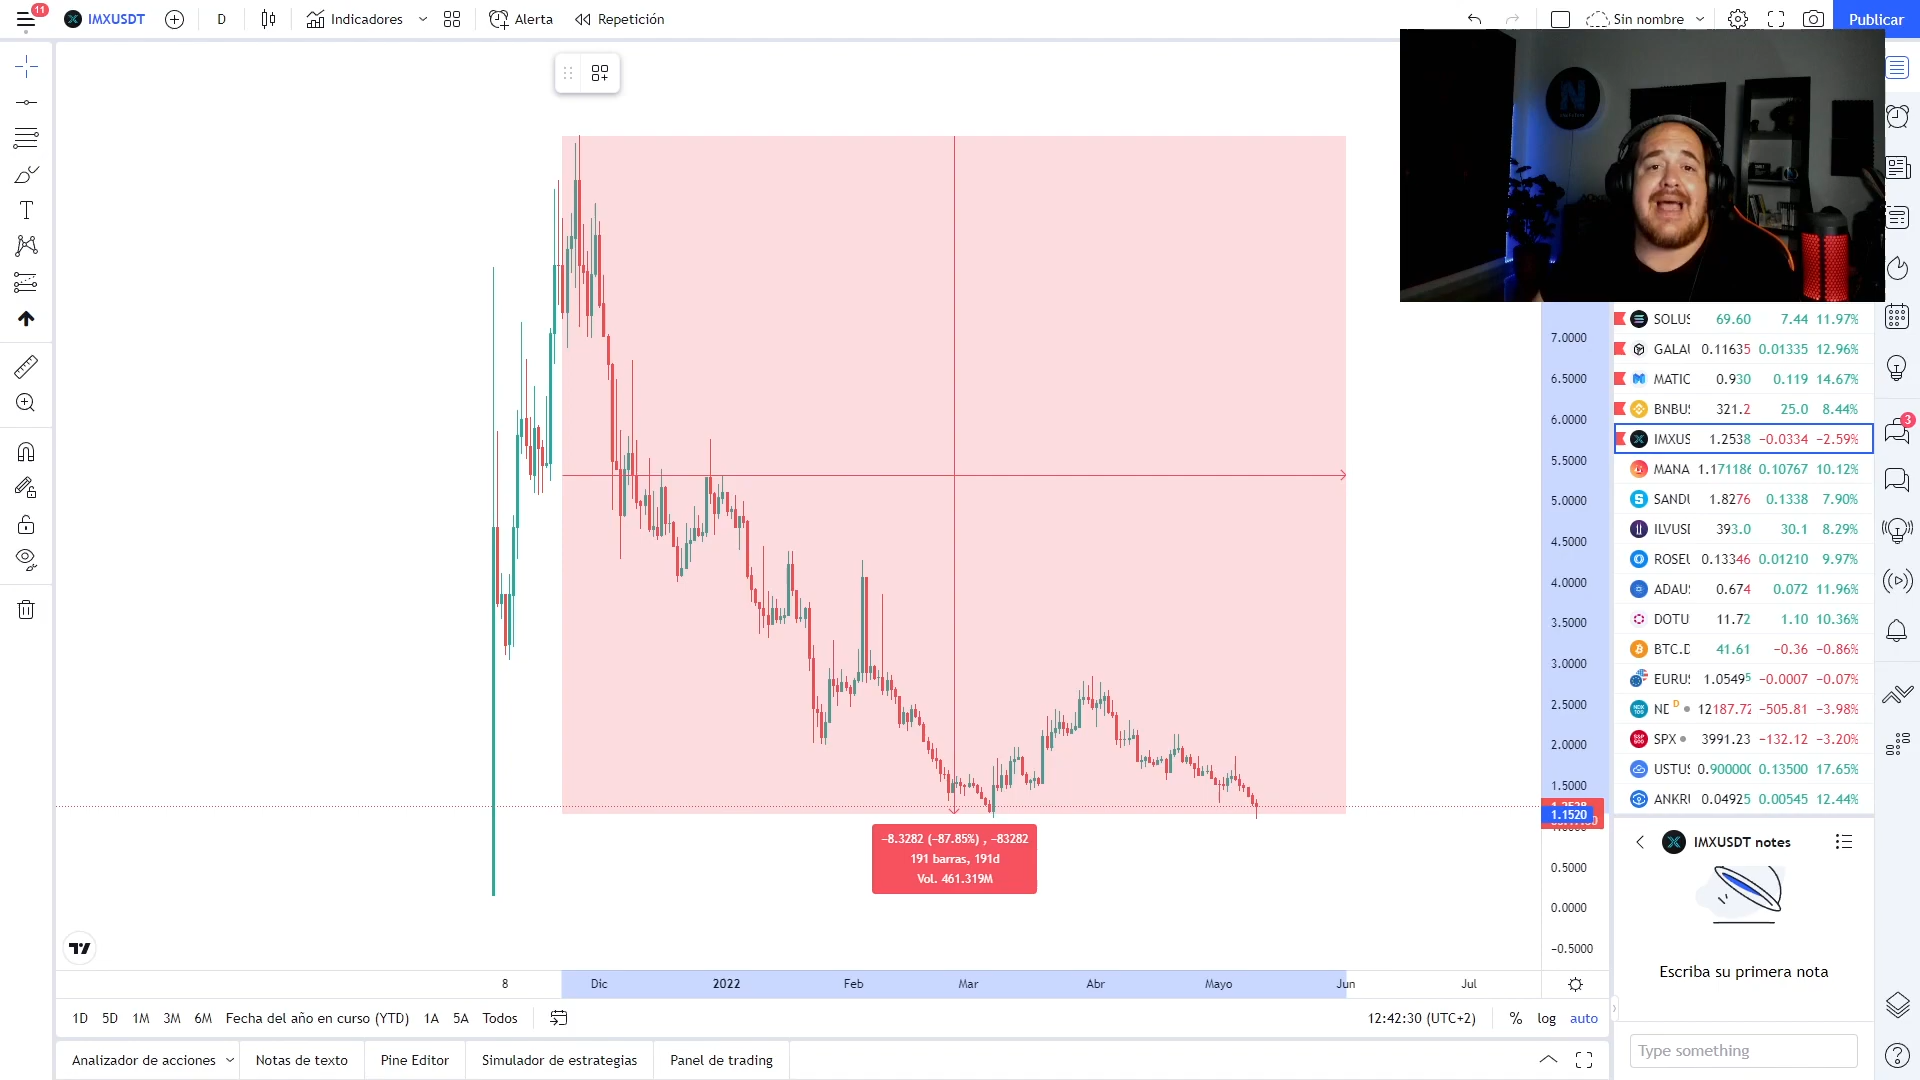 11
IMXUSDT
D
Indicadores
Alerta
Repetición
Sin nombre
Publicar
7.0000
6.5000
6.0000
5.5000
5.0000
4.5000
4.0000
3.5000
3.0000
2.5000
2.0000
1.5000
1.1520
0.5000
0.0000
−0.5000
−8.3282 (−87.85%) , −83282
191 barras, 191d
Vol. 461.319M
SOLUS 69.60 7.44 11.97%
GALAU 0.11635 0.01335 12.96%
MATIC 0.930 0.119 14.67%
BNBUS 321.2 25.0 8.44%
IMXUS 1.2538 −0.0334 −2.59%
MANA 1.171186 0.10767 10.12%
SANDU 1.8276 0.1338 7.90%
ILVUSI 393.0 30.1 8.29%
ROSEU 0.13346 0.01210 9.97%
ADAUS 0.674 0.072 11.96%
DOTU 11.72 1.10 10.36%
BTC.D 41.61 −0.36 −0.86%
EURUS 1.05495 −0.0007 −0.07%
NE D 12187.72 −505.81 −3.98%
SPX 3991.23 −132.12 −3.20%
USTUS 0.900000 0.13500 17.65%
ANKRU 0.04925 0.00545 12.44%
3
IMXUSDT notes
Escriba su primera nota
Type something
8 Dic 2022 Feb Mar Abr Mayo Jun Jul
1D 5D 1M 3M 6M Fecha del año en curso (YTD) 1A 5A Todos
12:42:30 (UTC+2) % log auto
Analizador de acciones
Notas de texto
Pine Editor
Simulador de estrategias
Panel de trading